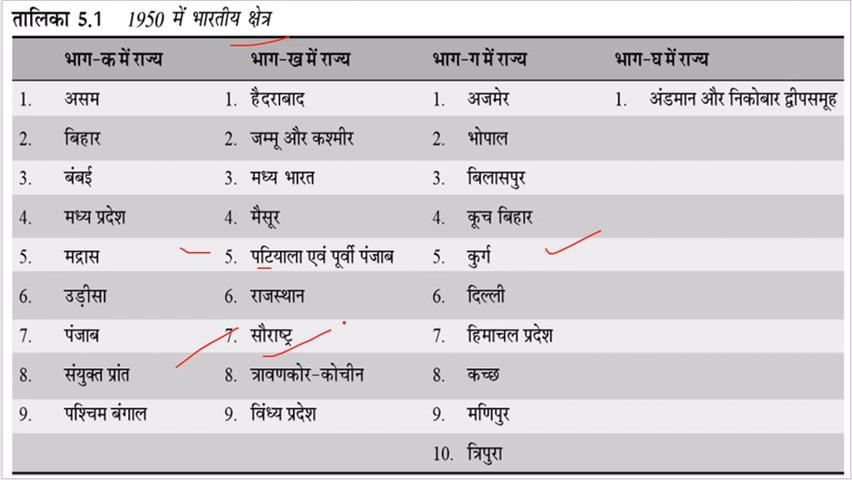 तालिका 5.1 1950 में भारतीय क्षेत्र
भाग-क में राज्य भाग-ख में राज्य भाग-ग में राज्य भाग-घ में राज्य
1. असम 1. हैदराबाद 1. अजमेर 1. अंडमान और निकोबार द्वीपसमूह
2. बिहार 2. जम्मू और कश्मीर 2. भोपाल
3. बंबई 3. मध्य भारत 3. बिलासपुर
4. मध्य प्रदेश 4. मैसूर 4. कूच बिहार
5. मद्रास 5. पटियाला एवं पूर्वी पंजाब 5. कुर्ग
6. उड़ीसा 6. राजस्थान 6. दिल्ली
7. पंजाब 7. सौराष्ट्र 7. हिमाचल प्रदेश
8. संयुक्त प्रांत 8. त्रावणकोर-कोचीन 8. कच्छ
9. पश्चिम बंगाल 9. विंध्य प्रदेश 9. मणिपुर
10. त्रिपुरा